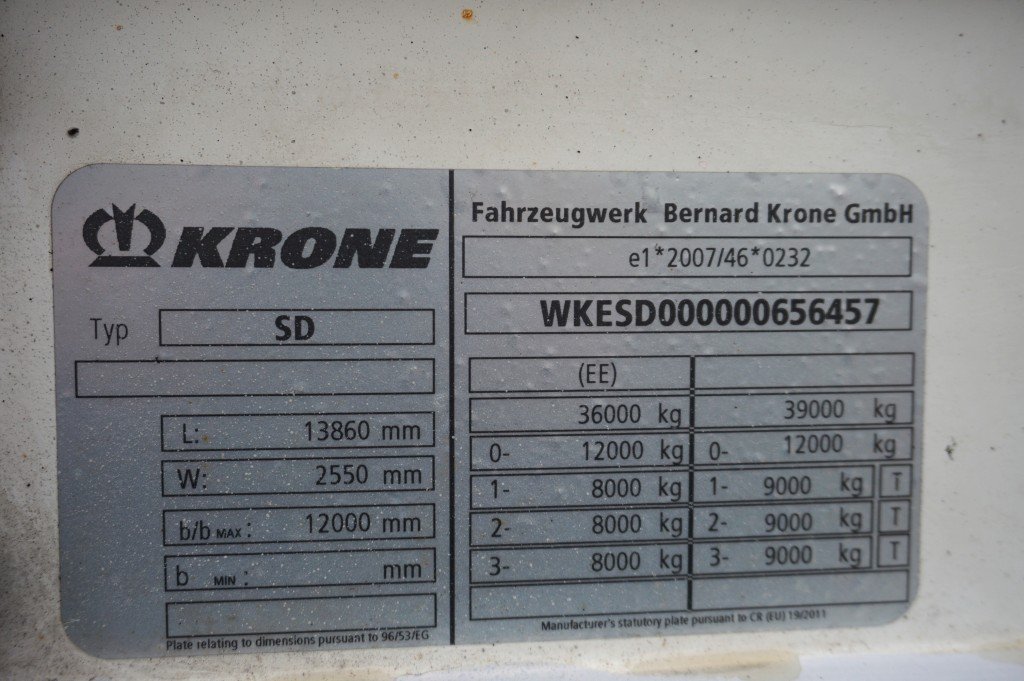 KRONE
Typ SD
L: 13860 mm
W: 2550 mm
b/b MAX : 12000 mm
b MIN : mm
Plate relating to dimensions pursuant to 96/53/EG
Fahrzeugwerk Bernard Krone GmbH
e1*2007/46*0232
WKESD000000656457
(EE)
36000 kg 39000 kg
0- 12000 kg 0- 12000 kg
1- 8000 kg 1- 9000 kg T
2- 8000 kg 2- 9000 kg T
3- 8000 kg 3- 9000 kg T
Manufacturer's statutory plate pursuant to CR (EU) 19/2011